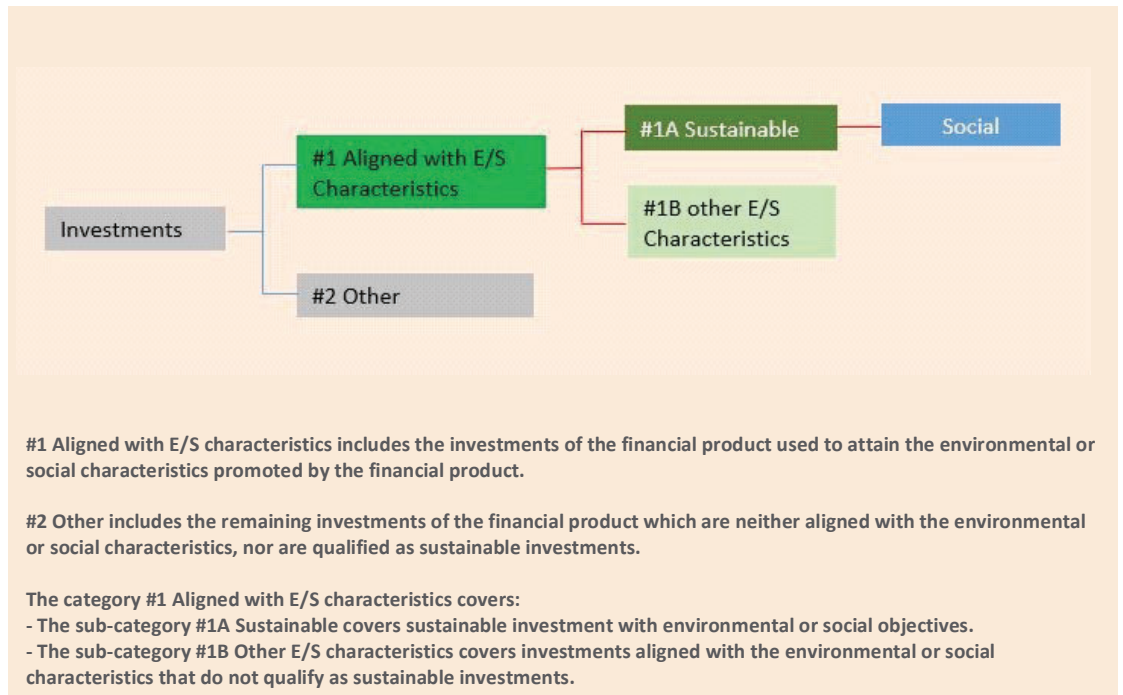 #1A Sustainable
Social
#1 Aligned with E/S
Characteristics
#1B other E/S
Characteristics
Investments
#2 Other
#1 Aligned with E/S characteristics includes the investments of the financial product used to attain the environmental or
social characteristics promoted by the financial product.
#2 Other includes the remaining investments of the financial product which are neither aligned with the environmental
or social characteristics, nor are qualified as sustainable investments.
The category #1 Aligned with E/S characteristics covers:
- The sub-category #1A Sustainable covers sustainable investment with environmental or social objectives.
- The sub-category #1B Other E/S characteristics covers investments aligned with the environmental or social
characteristics that do not qualify as sustainable investments.